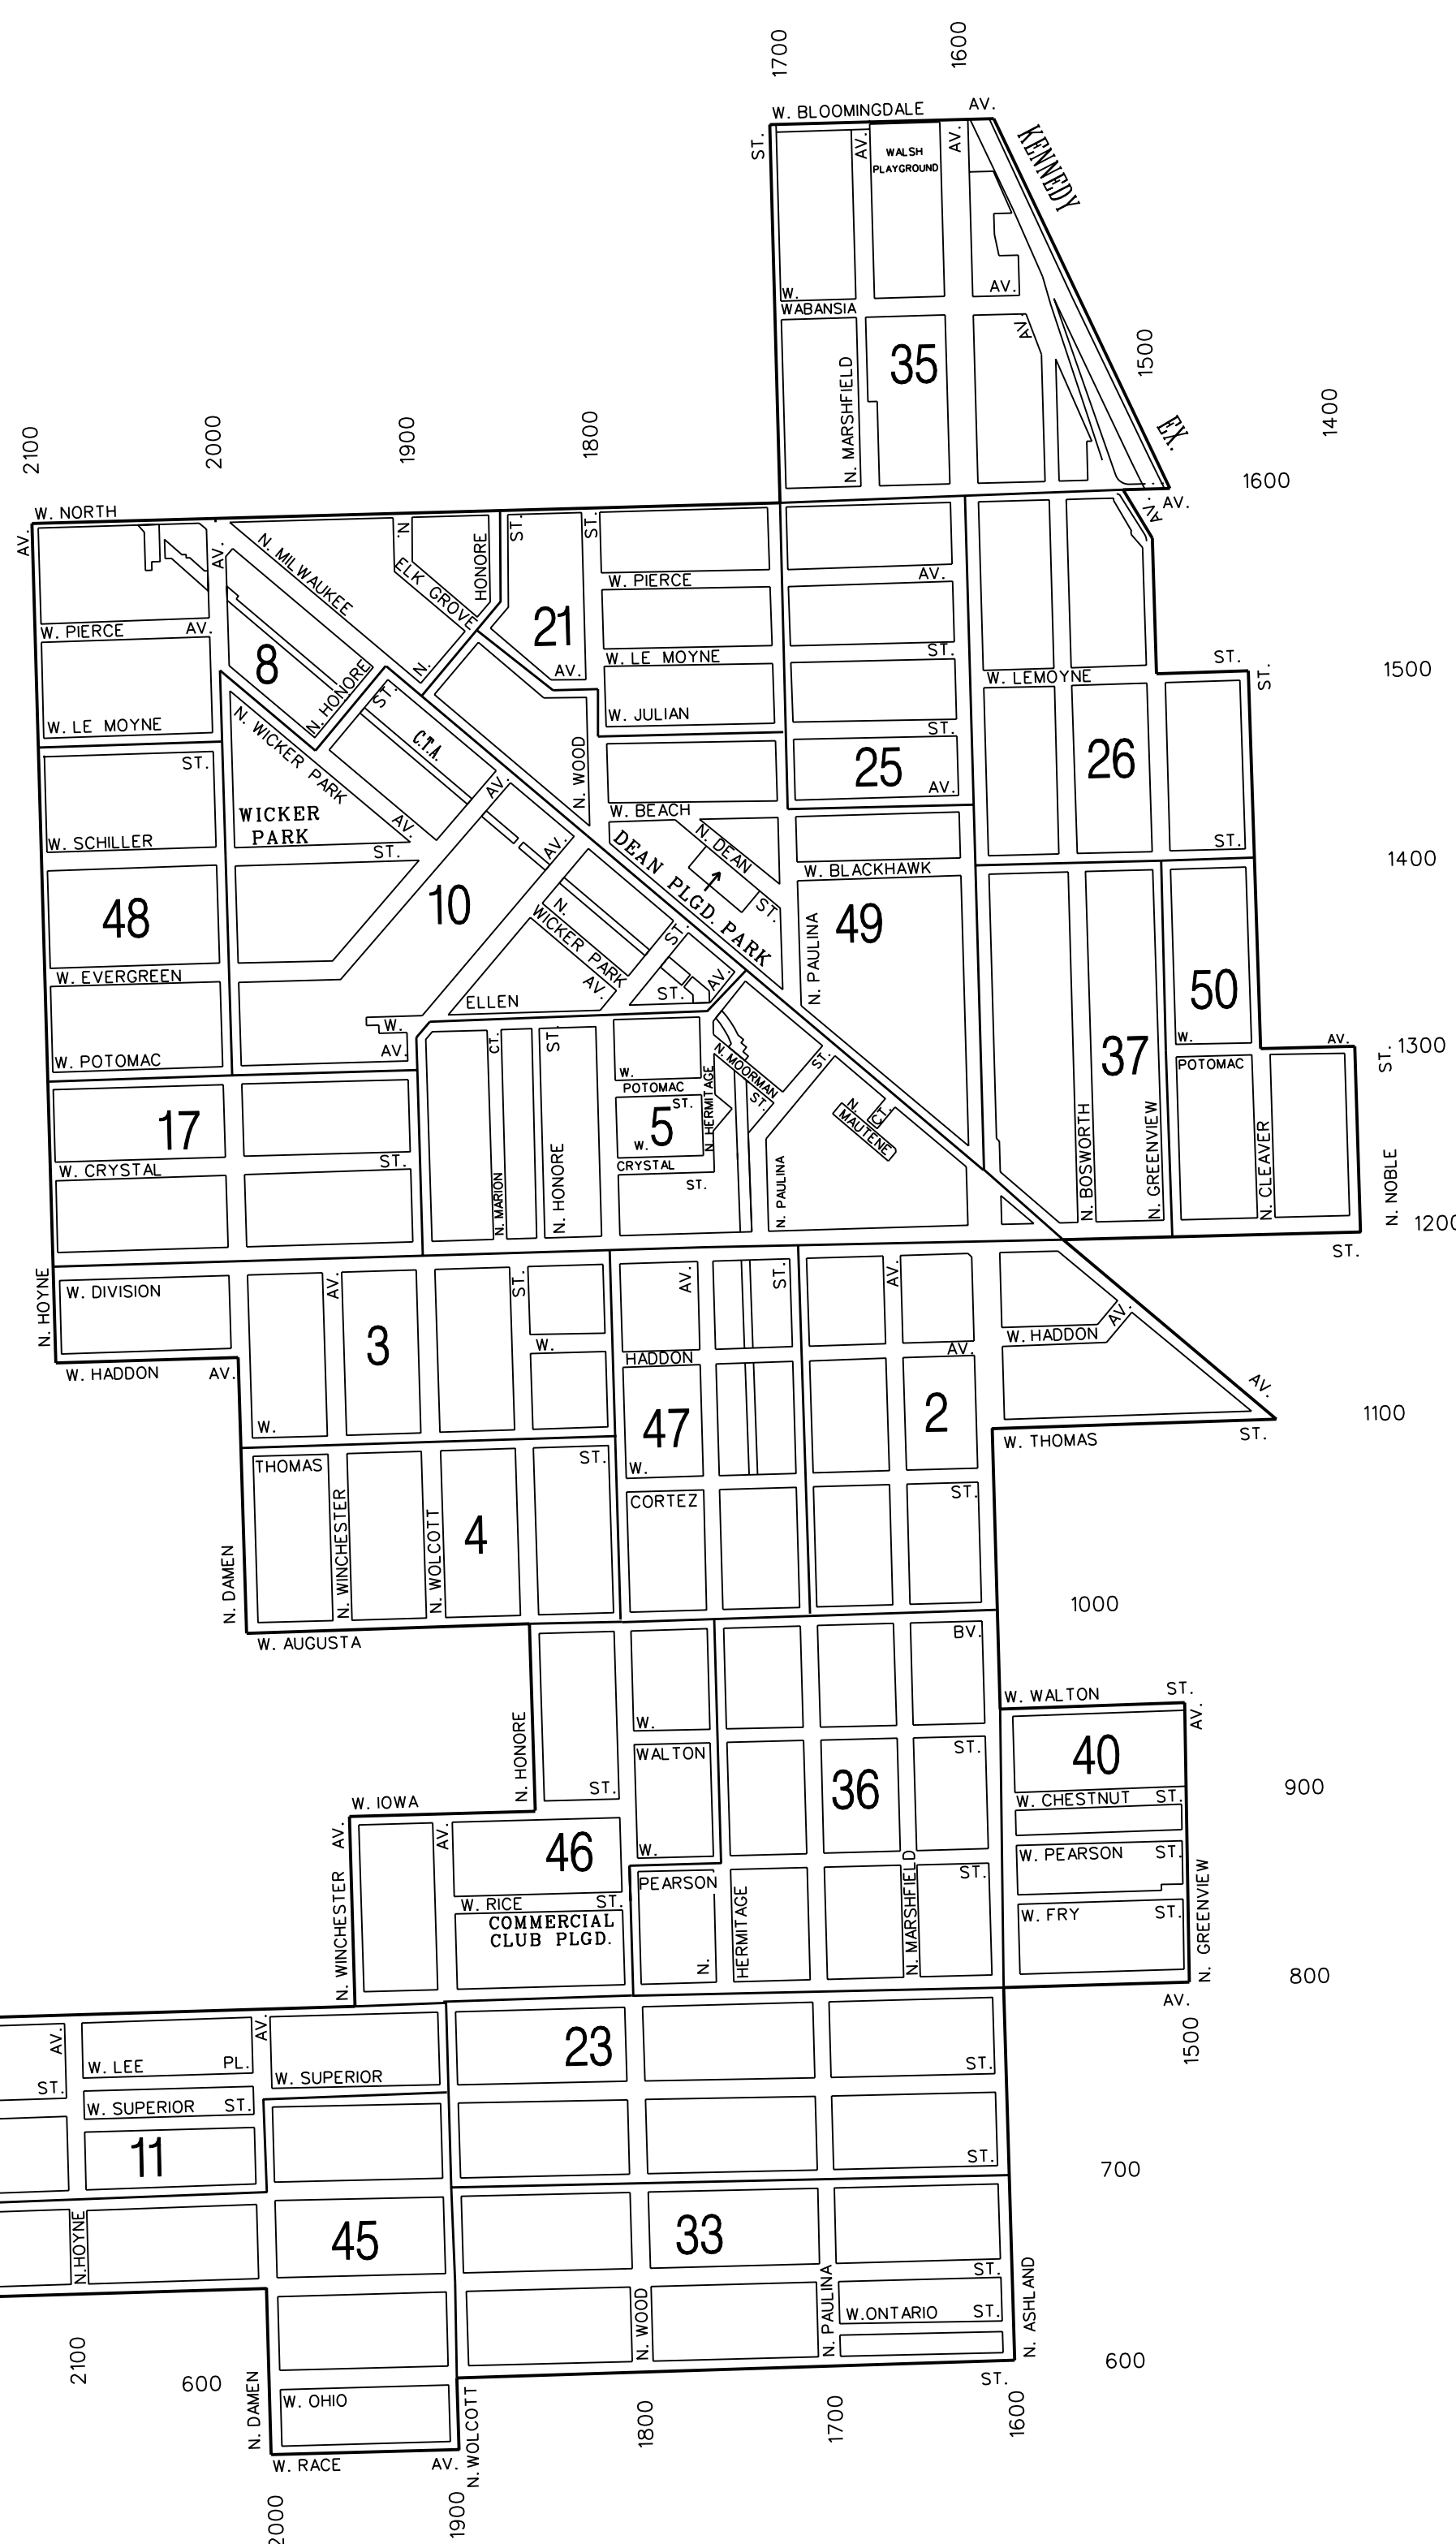 1700
1600
W. BLOOMINGDALE AV.
ST.
AV.
WALSH
PLAYGROUND
AV.
KENNEDY
W.
AV.
WABANSIA
AV.
35
N. MARSHFIELD
1500
EX.
1400
2100
2000
1900
1800
1600
W. NORTH
AV.
AV.
AV.
AV.
N. MILWAUKEE
N.
ELK GROVE
HONORE
ST.
ST.
21
AV.
W. PIERCE
AV.
W. PIERCE AV.
8
N. HONORE
ST.
N.
W. LE MOYNE
ST.
W. LEMOYNE
ST.
ST.
1500
W. JULIAN
ST.
W. LE MOYNE
ST.
N. WICKER PARK
AV.
C.T.A.
AV.
N. WOOD
25
AV.
26
WICKER
PARK
W. SCHILLER
ST.
AV.
W. BEACH
N. DEAN
ST.
DEAN PLGD. PARK
W. BLACKHAWK
ST.
1400
48
10
N.
WICKER PARK
AV.
ST.
49
N. PAULINA
W. EVERGREEN
ELLEN
ST.
AV.
50
W.
AV.
1300
POTOMAC
ST.
W. POTOMAC
W.
AV.
CT.
ST.
W.
POTOMAC
ST.
N. HERMITAGE
N. MOORMAN
ST.
ST.
N.
MAUTENE
CT.
37
17
5
W.
CRYSTAL
ST.
W. CRYSTAL
ST.
N. MARION
N. HONORE
N. PAULINA
N. BOSWORTH
N. GREENVIEW
N. CLEAVER
N. NOBLE
1200
ST.
N. HOYNE
W. DIVISION
AV.
ST.
AV.
ST.
AV.
AV.
3
W.
HADDON
AV.
W. HADDON
W. HADDON AV.
2
AV.
1100
W.
47
W.
W. THOMAS ST.
THOMAS
ST.
CORTEZ
ST.
N. DAMEN
N. WINCHESTER
N. WOLCOTT
4
1000
W. AUGUSTA
BV.
W. WALTON ST.
AV.
N. HONORE
W.
WALTON
ST.
ST.
40
36
900
W. CHESTNUT ST.
W. IOWA
AV.
AV.
46
W.
W. PEARSON ST.
PEARSON
ST.
W. RICE ST.
COMMERCIAL
CLUB PLGD.
W. FRY ST.
N. WINCHESTER
N.
HERMITAGE
N. MARSHFIELD
N. GREENVIEW
800
AV.
1500
AV.
AV.
23
W. LEE PL.
W. SUPERIOR
ST.
ST.
W. SUPERIOR ST.
11
ST.
700
N.HOYNE
45
33
ST.
W.ONTARIO ST.
N. WOOD
N. PAULINA
N. ASHLAND
2100
600
600
N. DAMEN
W. OHIO
ST.
N. WOLCOTT
1800
1700
1600
W. RACE AV.
2000
1900